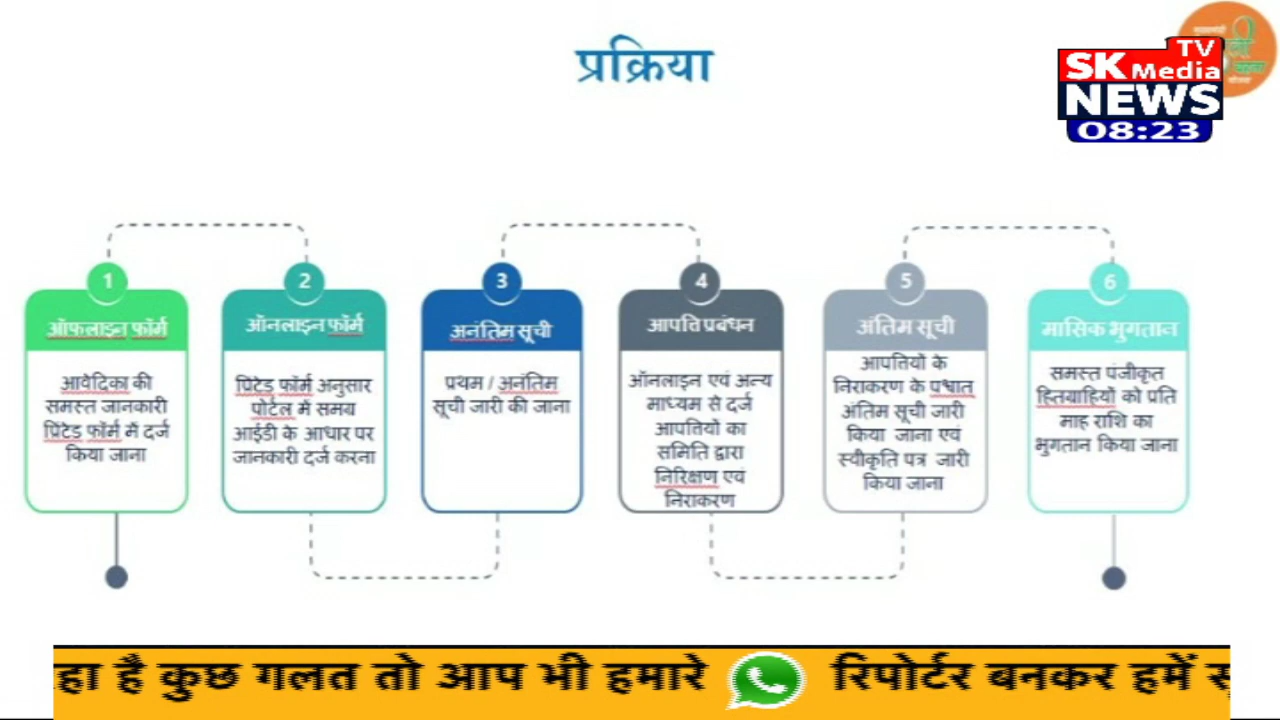 प्रक्रिया
TV
SK Media
NEWS
08:23
1
ऑफलाइन फॉर्म
आवेदिका की
समस्त जानकारी
प्रिंटेड फॉर्म में दर्ज
किया जाना
2
ऑनलाइन फॉर्म
प्रिंटेड फॉर्म अनुसार
पोर्टल में समग्र
आईडी के आधार पर
जानकारी दर्ज करना
3
अनंतिम सूची
प्रथम / अनंतिम
सूची जारी की जाना
4
आपत्ति प्रबंधन
ऑनलाइन एवं अन्य
माध्यम से दर्ज
आपत्तियों का
समिति द्वारा
निरिक्षण एवं
निराकरण
5
अंतिम सूची
आपत्तियों के
निराकरण के पश्चात
अंतिम सूची जारी
किया जाना एवं
स्वीकृति पत्र जारी
किया जाना
6
मासिक भुगतान
समस्त पंजीकृत
हितग्राहियों को प्रति
माह राशि का
भुगतान किया जाना
हा है कुछ गलत तो आप भी हमारे रिपोर्टर बनकर हमें